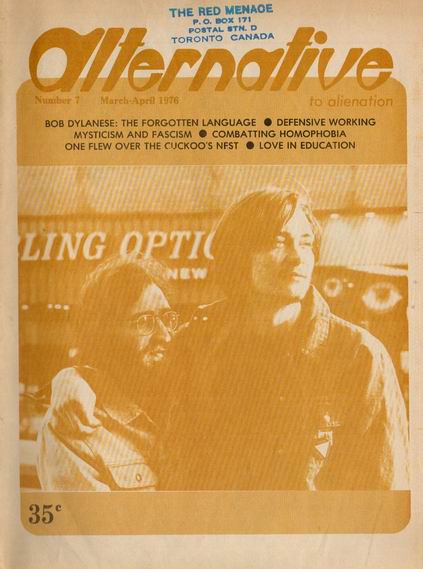 THE RED MENACE
P.O. BOX 171
POSTAL STN. D
TORONTO CANADA
alternative
Number 7 March-April 1976
to alienation
BOB DYLANESE: THE FORGOTTEN LANGUAGE ● DEFENSIVE WORKING
MYSTICISM AND FASCISM ● COMBATTING HOMOPHOBIA
ONE FLEW OVER THE CUCKOO'S NEST ● LOVE IN EDUCATION
LING OPTIC
NEW
35¢